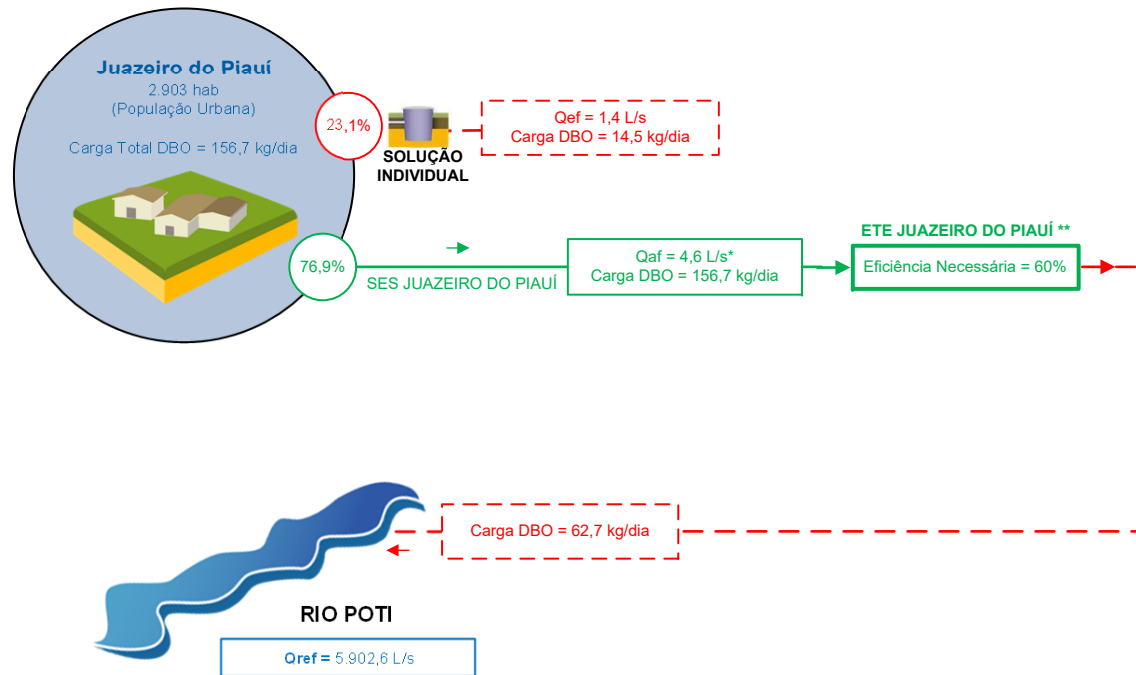 Juazeiro do Piauí
2.903 hab
(População Urbana)
Carga Total DBO = 156,7 kg/dia
23,1%
SOLUÇÃO
INDIVIDUAL
Qef = 1,4 L/s
Carga DBO = 14,5 kg/dia
76,9%
SES JUAZEIRO DO PIAUÍ
Qaf = 4,6 L/s*
Carga DBO = 156,7 kg/dia
ETE JUAZEIRO DO PIAUÍ **
Eficiência Necessária = 60%
Carga DBO = 62,7 kg/dia
RIO POTI
Qref = 5.902,6 L/s